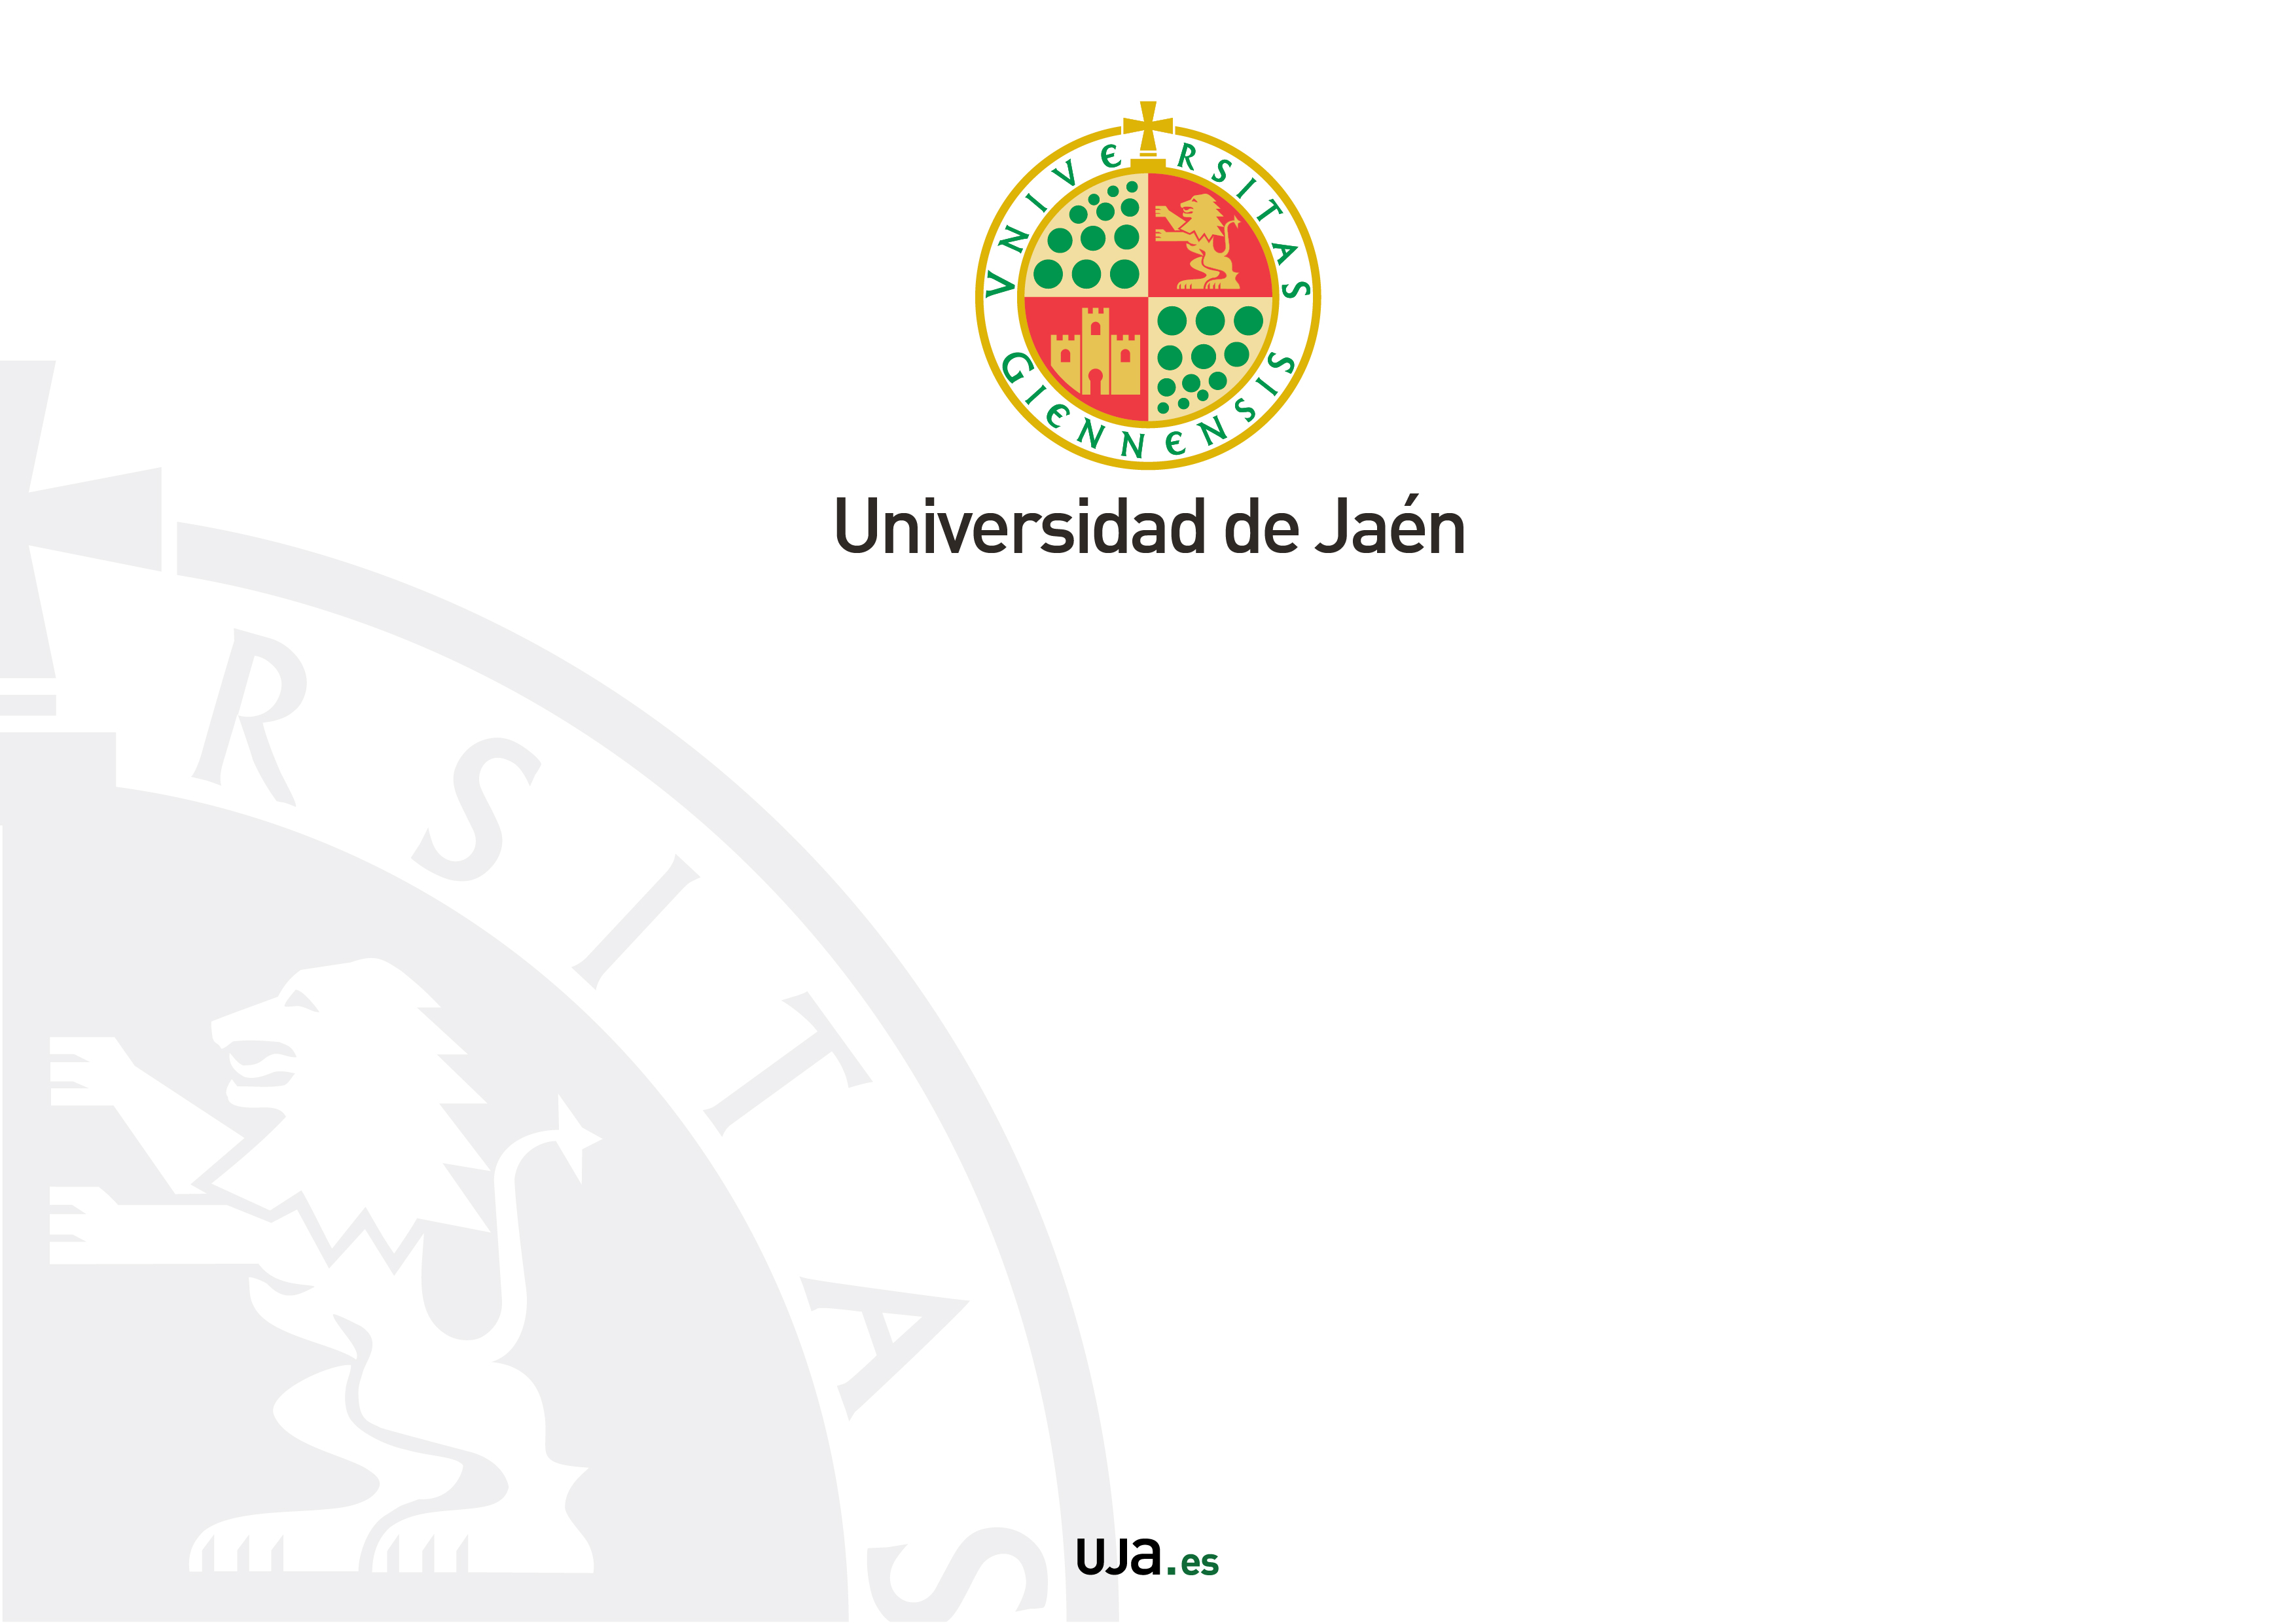 VNIVERSITAS
GIENNENSIS
Universidad de Jaén
RSITAS
uja.es